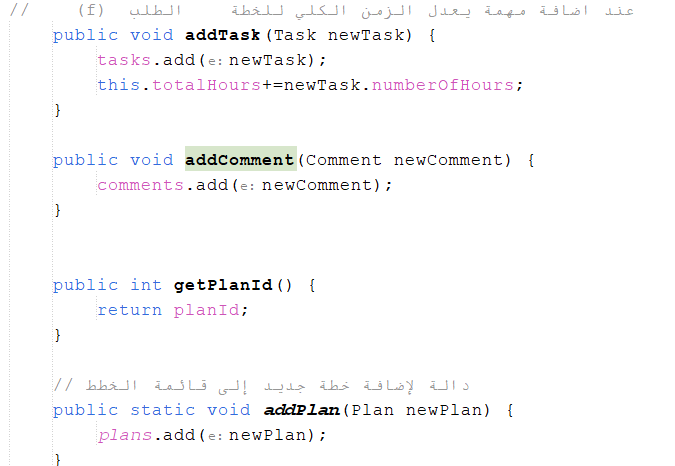 // عند اضافة مهمة يعدل الزمن الكلي للخطة الطلب (f)
public void addTask(Task newTask) {
tasks.add(e: newTask);
this.totalHours+=newTask.numberOfHours;
}
public void addComment(Comment newComment) {
comments.add(e: newComment);
}
public int getPlanId() {
return planId;
}
// دالة لإضافة خطة جديد إلى قائمة الخطط
public static void addPlan(Plan newPlan) {
plans.add(e: newPlan);
}